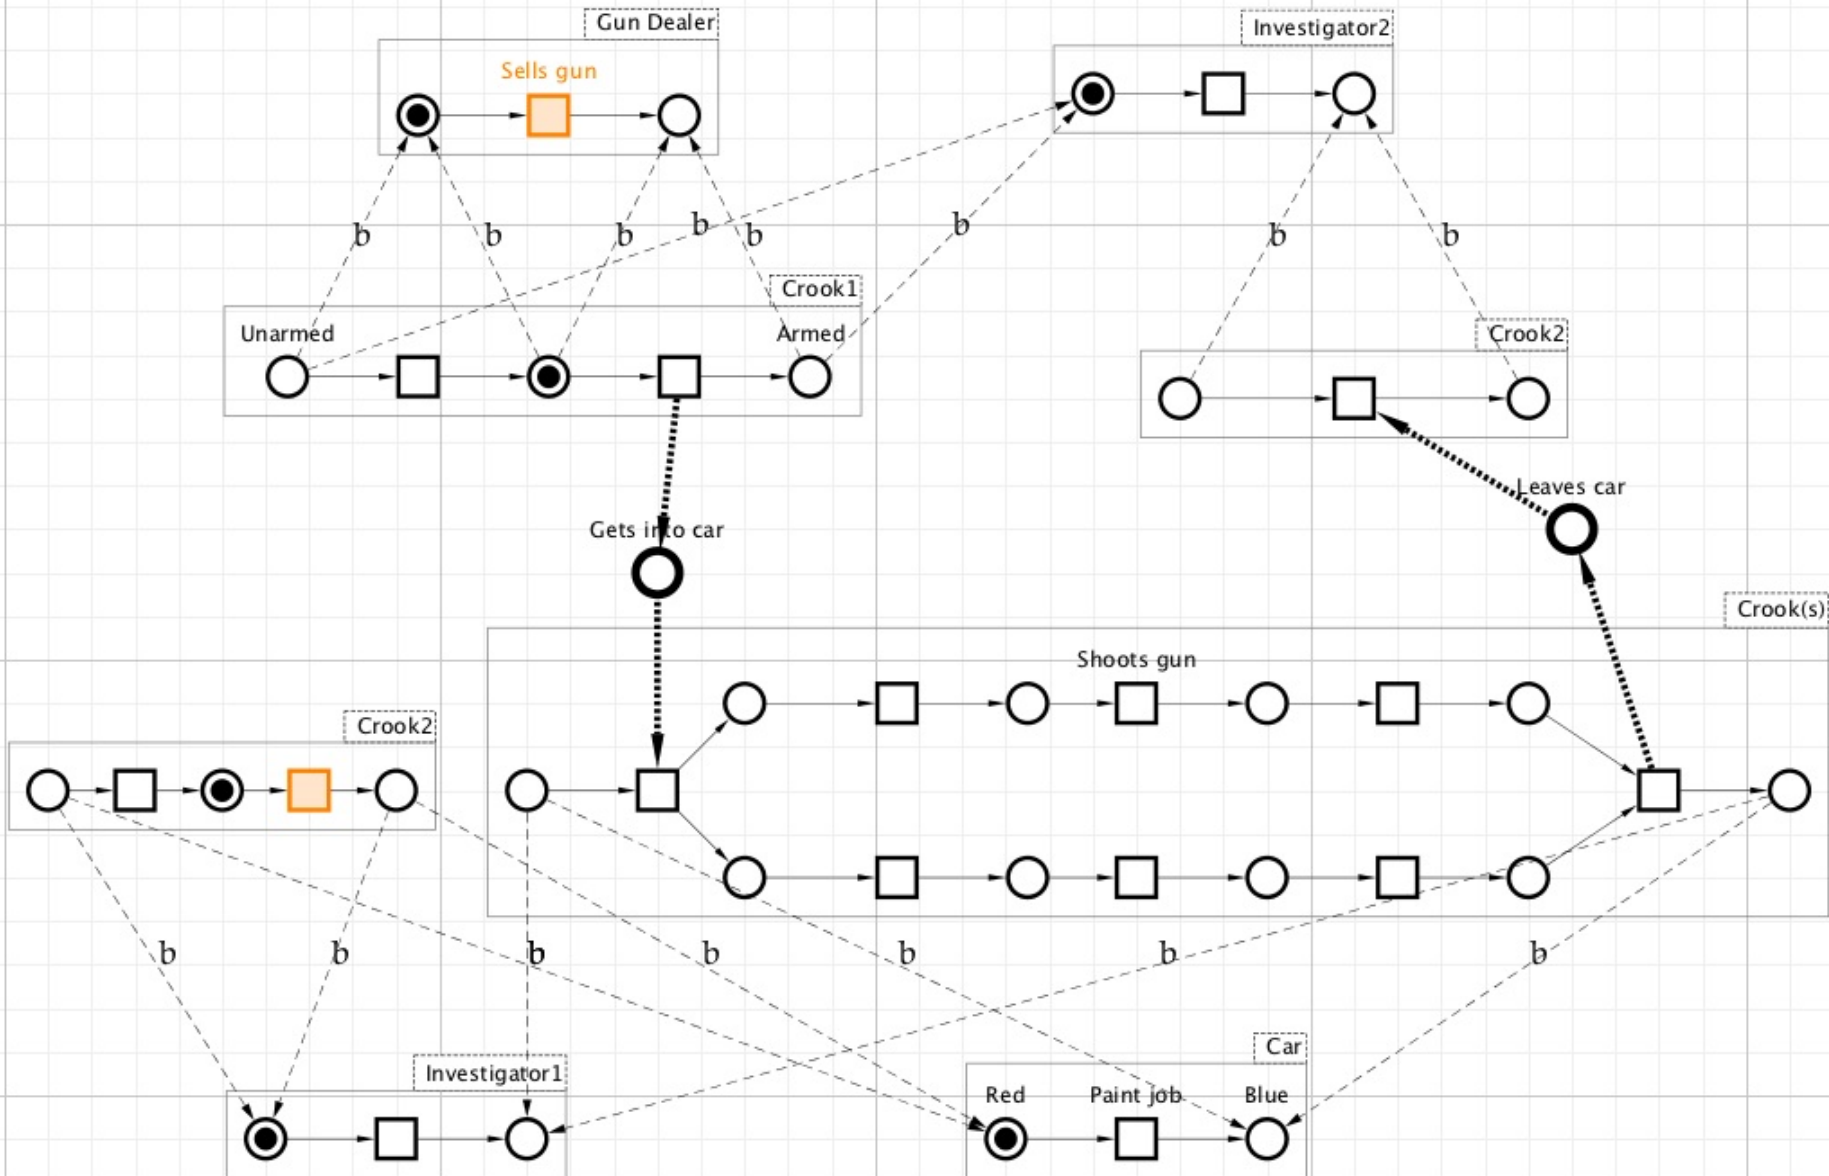 Gun Dealer
Investigator2
Sells gun
b
b
b
b
b
b
b
b
Crook1
Unarmed
Armed
Crook2
Leaves car
Gets into car
Crook(s)
Shoots gun
Crook2
b
b
b
b
b
b
b
Car
Investigator1
Red
Paint job
Blue